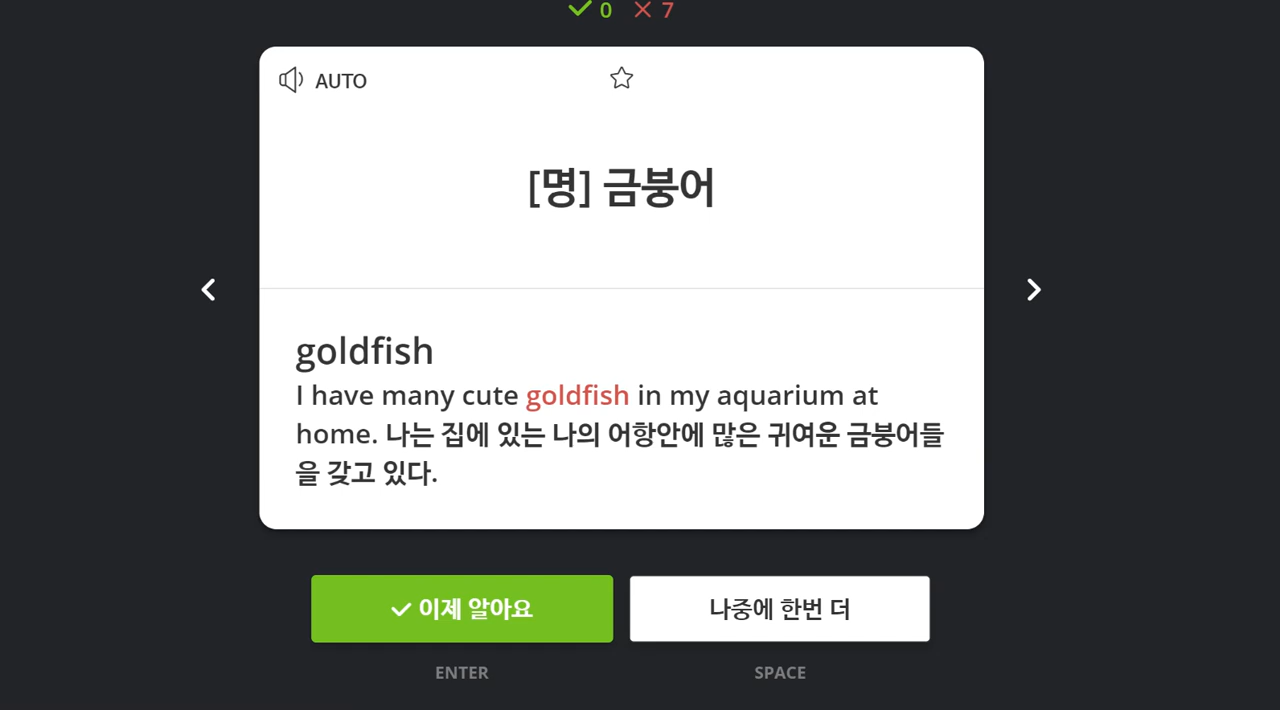 0 7
AUTO
[명] 금붕어
goldfish
I have many cute goldfish in my aquarium at
home. 나는 집에 있는 나의 어항안에 많은 귀여운 금붕어들
을 갖고 있다.
이제 알아요
나중에 한번 더
ENTER
SPACE